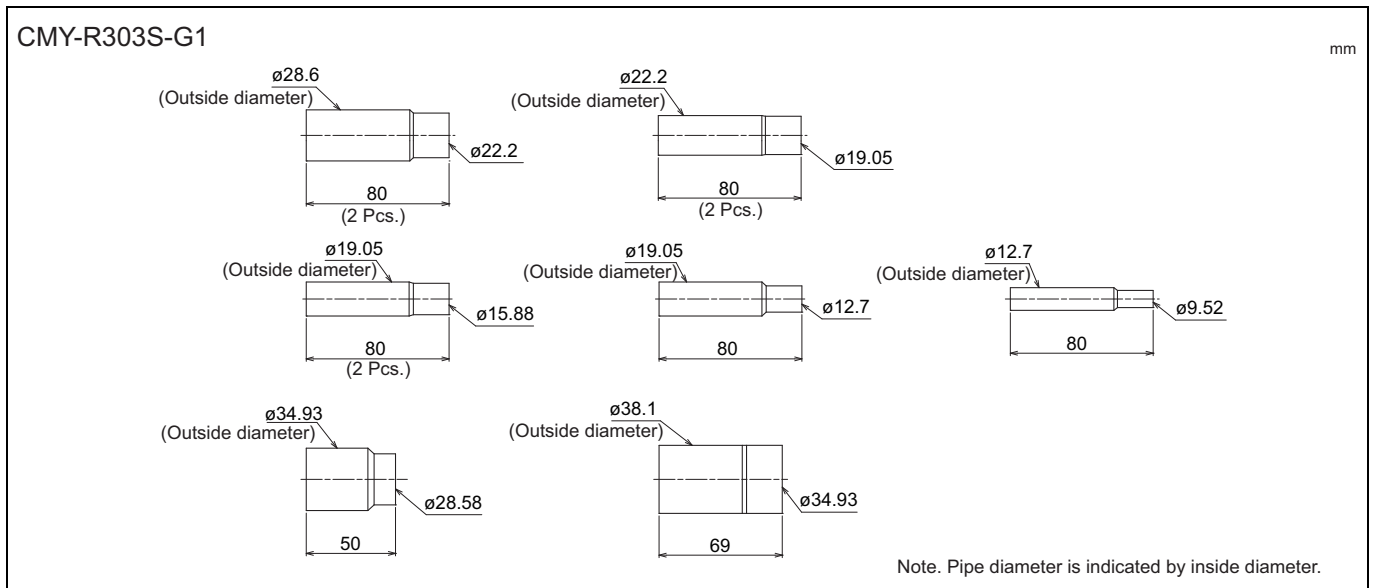 CMY-R303S-G1
mm
ø28.6
(Outside diameter)
ø22.2
80
(2 Pcs.)
ø22.2
(Outside diameter)
ø19.05
80
(2 Pcs.)
ø19.05
(Outside diameter)
ø15.88
80
(2 Pcs.)
ø19.05
(Outside diameter)
ø12.7
80
ø12.7
(Outside diameter)
ø9.52
80
ø34.93
(Outside diameter)
ø28.58
50
ø38.1
(Outside diameter)
ø34.93
69
Note. Pipe diameter is indicated by inside diameter.